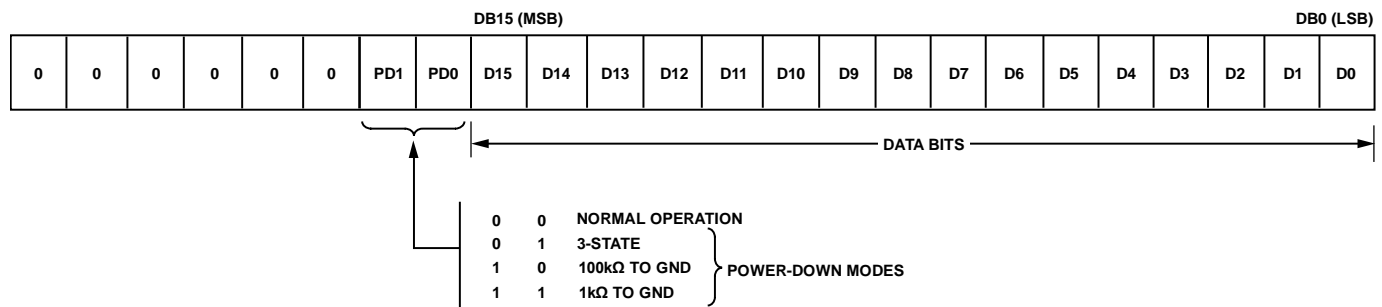 DB15 (MSB) DB0 (LSB)
0 0 0 0 0 0 PD1 PD0 D15 D14 D13 D12 D11 D10 D9 D8 D7 D6 D5 D4 D3 D2 D1 D0
DATA BITS
0 0 NORMAL OPERATION
0 1 3-STATE
1 0 100kΩ TO GND
POWER-DOWN MODES
1 1 1kΩ TO GND